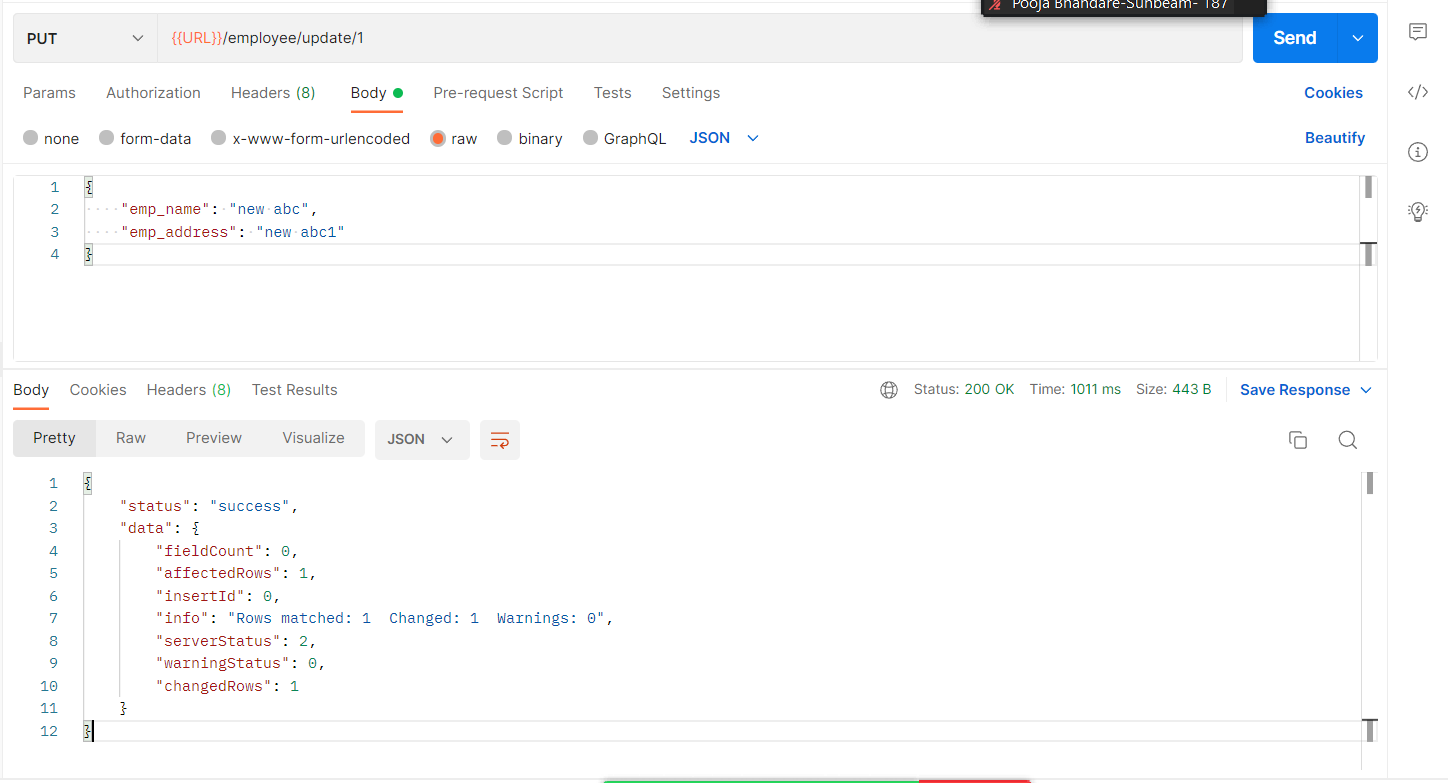 Pooja Bhandare-Sunbeam- 187
PUT {{URL}}/employee/update/1 Send
Params Authorization Headers (8) Body Pre-request Script Tests Settings Cookies
none form-data x-www-form-urlencoded raw binary GraphQL JSON Beautify
1 {
2 "emp_name": "new abc",
3 "emp_address": "new abc1"
4 }
Body Cookies Headers (8) Test Results Status: 200 OK Time: 1011 ms Size: 443 B Save Response
Pretty Raw Preview Visualize JSON
1 {
2 "status": "success",
3 "data": {
4 "fieldCount": 0,
5 "affectedRows": 1,
6 "insertId": 0,
7 "info": "Rows matched: 1  Changed: 1  Warnings: 0",
8 "serverStatus": 2,
9 "warningStatus": 0,
10 "changedRows": 1
11 }
12 }